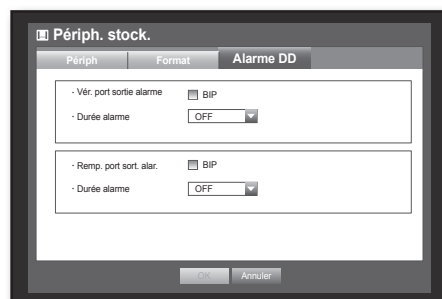 Périph. stock.
Périph
Format
Alarme DD
· Vér. port sortie alarme
BIP
· Durée alarme
OFF
· Remp. port sort. alar.
BIP
· Durée alarme
OFF
OK
Annuler